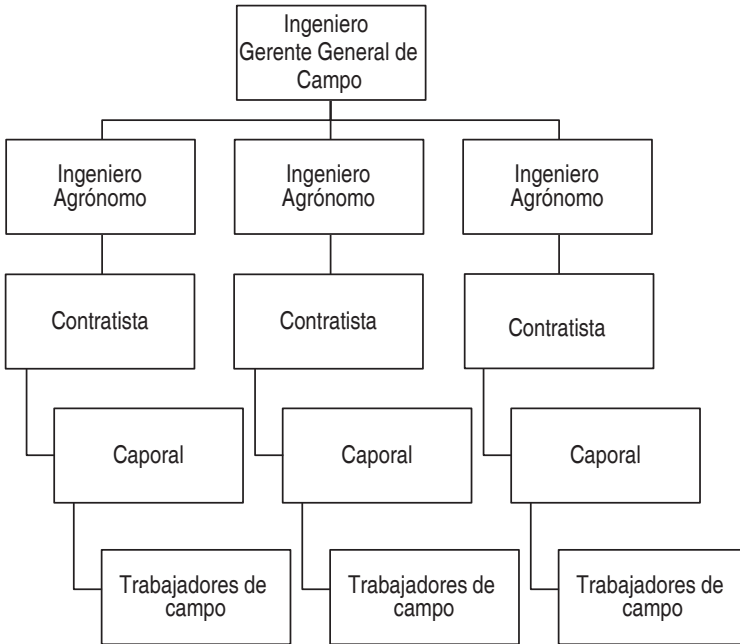 Ingeniero
Gerente General de
Campo
Ingeniero
Agrónomo
Ingeniero
Agrónomo
Ingeniero
Agrónomo
Contratista
Contratista
Contratista
Caporal
Caporal
Caporal
Trabajadores de
campo
Trabajadores de
campo
Trabajadores de
campo